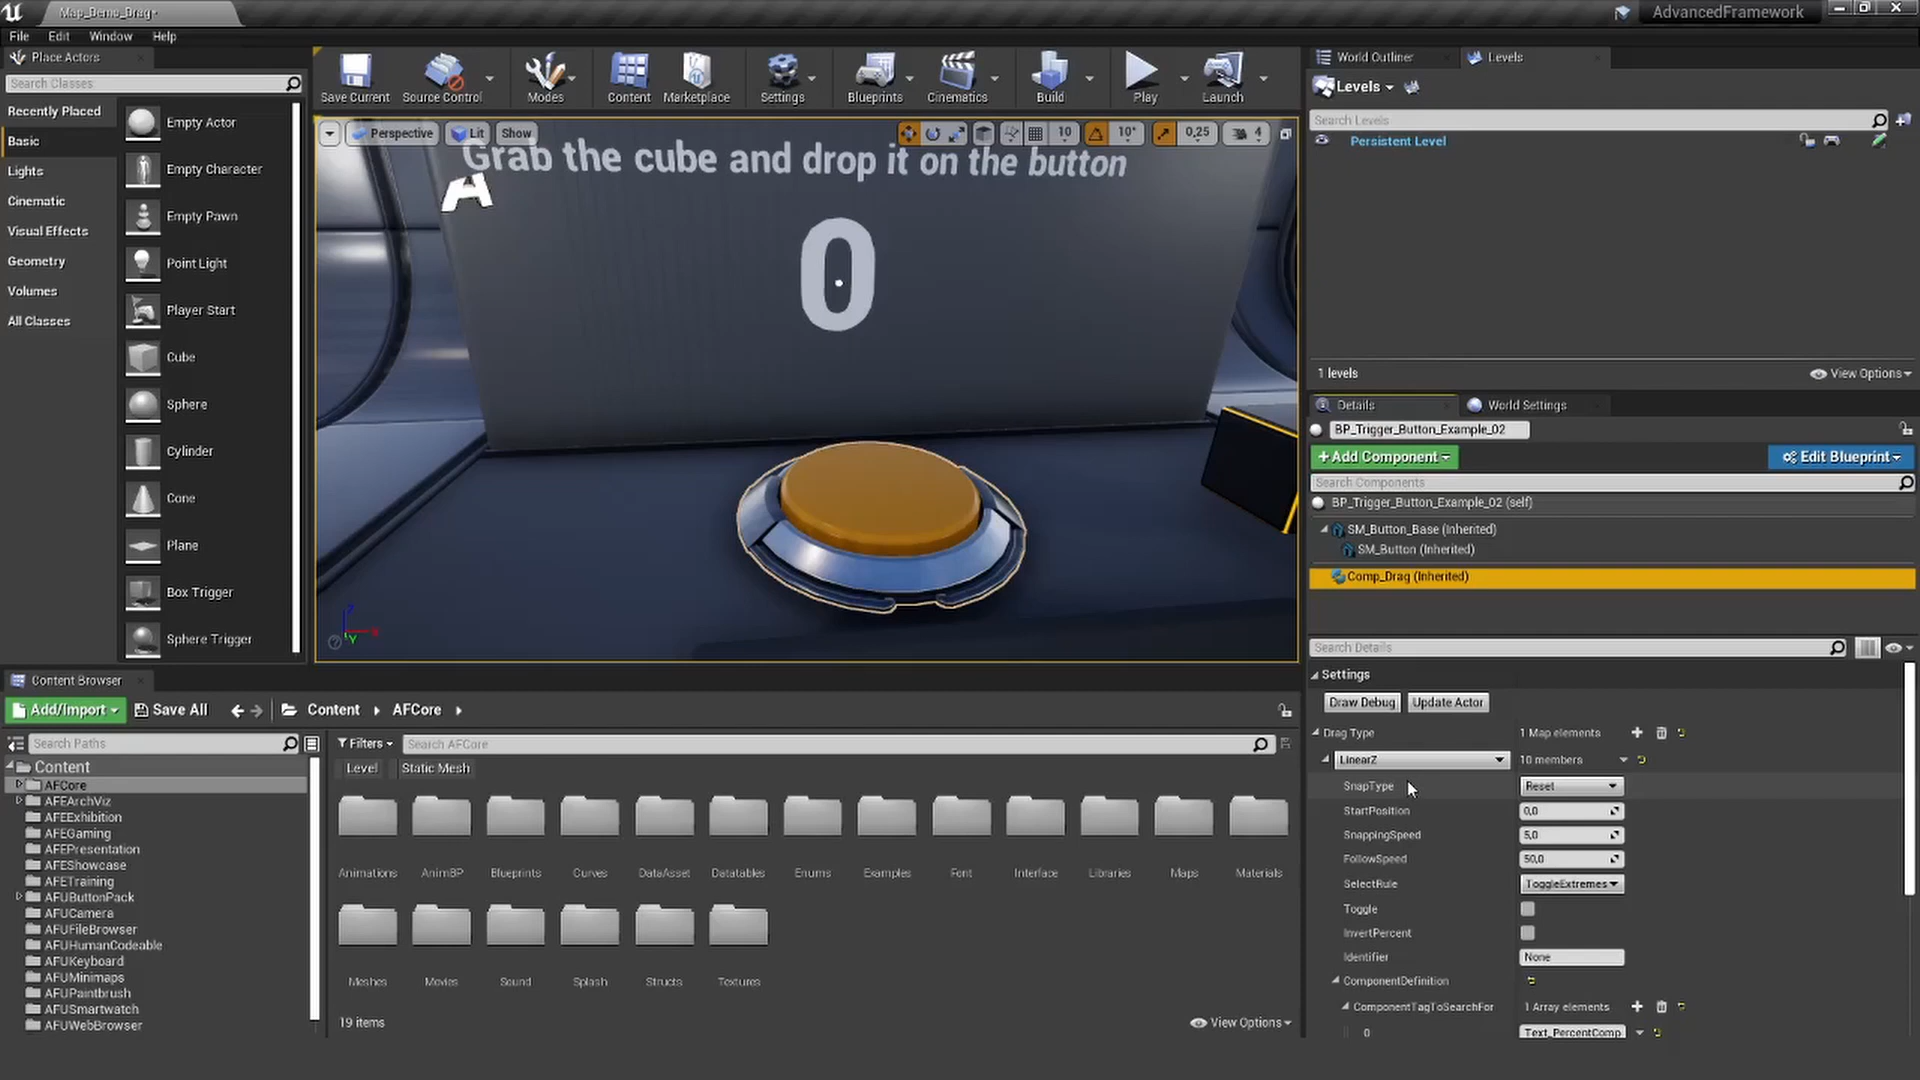 Map_Demo_Drag•
AdvancedFramework
File Edit Window Help
Place Actors
Search Classes
Recently Placed
Basic
Lights
Cinematic
Visual Effects
Geometry
Volumes
All Classes
Empty Actor
Empty Character
Empty Pawn
Point Light
Player Start
Cube
Sphere
Cylinder
Cone
Plane
Box Trigger
Sphere Trigger
Save Current
Source Control
Modes
Content
Marketplace
Settings
Blueprints
Cinematics
Build
Play
Launch
Perspective Lit Show
10 10° 0,25 4
Grab the cube and drop it on the button
A
0
Z
X
Y
World Outliner
Levels
Levels
Search Levels
Persistent Level
1 levels
View Options
Details
World Settings
BP_Trigger_Button_Example_02
+Add Component
Edit Blueprint
Search Components
BP_Trigger_Button_Example_02 (self)
SM_Button_Base (Inherited)
SM_Button (Inherited)
Comp_Drag (Inherited)
Search Details
Settings
Draw Debug
Update Actor
Drag Type 1 Map elements
LinearZ 10 members
SnapType Reset
StartPosition 0,0
SnappingSpeed 5,0
FollowSpeed 50,0
SelectRule ToggleExtremes
Toggle
InvertPercent
Identifier None
ComponentDefinition
ComponentTagToSearchFor 1 Array elements
0 Text_PercentComp
Content Browser
Add/Import
Save All
Content
AFCore
Search Paths
Filters
Search AFCore
Level
Static Mesh
Content
AFCore
AFEArchViz
AFEExhibition
AFEGaming
AFEPresentation
AFEShowcase
AFETraining
AFUButtonPack
AFUCamera
AFUFileBrowser
AFUHumanCodeable
AFUKeyboard
AFUMinimaps
AFUPaintbrush
AFUSmartwatch
AFUWebBrowser
Animations
AnimBP
Blueprints
Curves
DataAsset
Datatables
Enums
Examples
Font
Interface
Libraries
Maps
Materials
Meshes
Movies
Sound
Splash
Structs
Textures
19 items
View Options